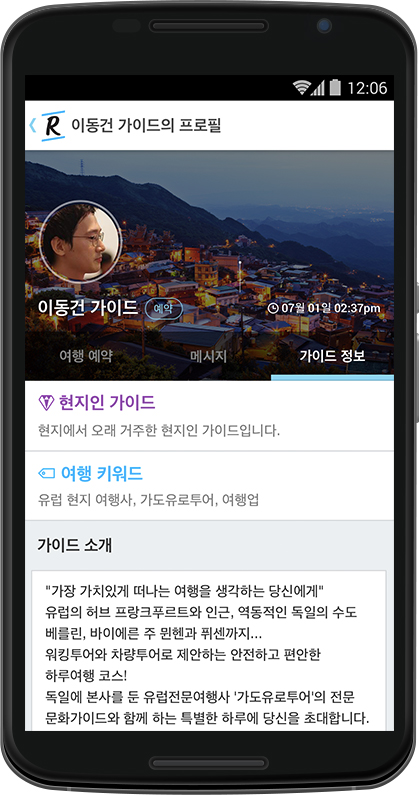 12:06
R 이동건 가이드의 프로필
이동건 가이드 예약
07월 01일 02:37pm
여행 예약 메시지 가이드 정보
현지인 가이드
현지에서 오래 거주한 현지인 가이드입니다.
여행 키워드
유럽 현지 여행사, 가도유로투어, 여행업
가이드 소개
"가장 가치있게 떠나는 여행을 생각하는 당신에게"
유럽의 허브 프랑크푸르트와 인근, 역동적인 독일의 수도
베를린, 바이에른 주 뮌헨과 퓌센까지...
워킹투어와 차량투어로 제안하는 안전하고 편안한
하루여행 코스!
독일에 본사를 둔 유럽전문여행사 '가도유로투어'의 전문
문화가이드와 함께 하는 특별한 하루에 당신을 초대합니다.